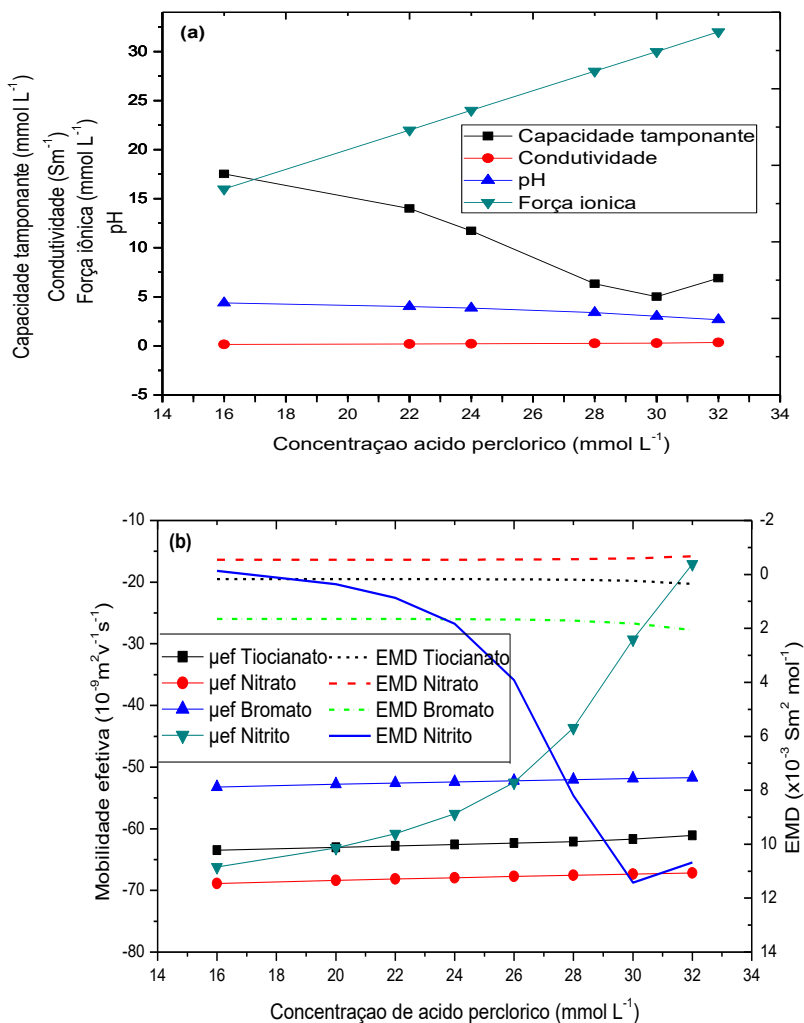 (a)
Capacidade tamponante (mmol L⁻¹)
Condutividade (Sm⁻¹)
Força iônica (mmol L⁻¹)
pH
30
25
20
15
10
5
0
-5
Capacidade tamponante
Condutividade
pH
Força ionica
14 16 18 20 22 24 26 28 30 32 34
Concentraçao acido perclorico (mmol L⁻¹)
(b)
Mobilidade efetiva (10⁻⁹m²v⁻¹s⁻¹)
-10
-20
-30
-40
-50
-60
-70
-80
µef Tiocianato EMD Tiocianato
µef Nitrato EMD Nitrato
µef Bromato EMD Bromato
µef Nitrito EMD Nitrito
-2
0
2
4
6
8
10
12
14
EMD (x10⁻³ Sm² mol⁻¹)
14 16 18 20 22 24 26 28 30 32 34
Concentraçao de acido perclorico (mmol L⁻¹)